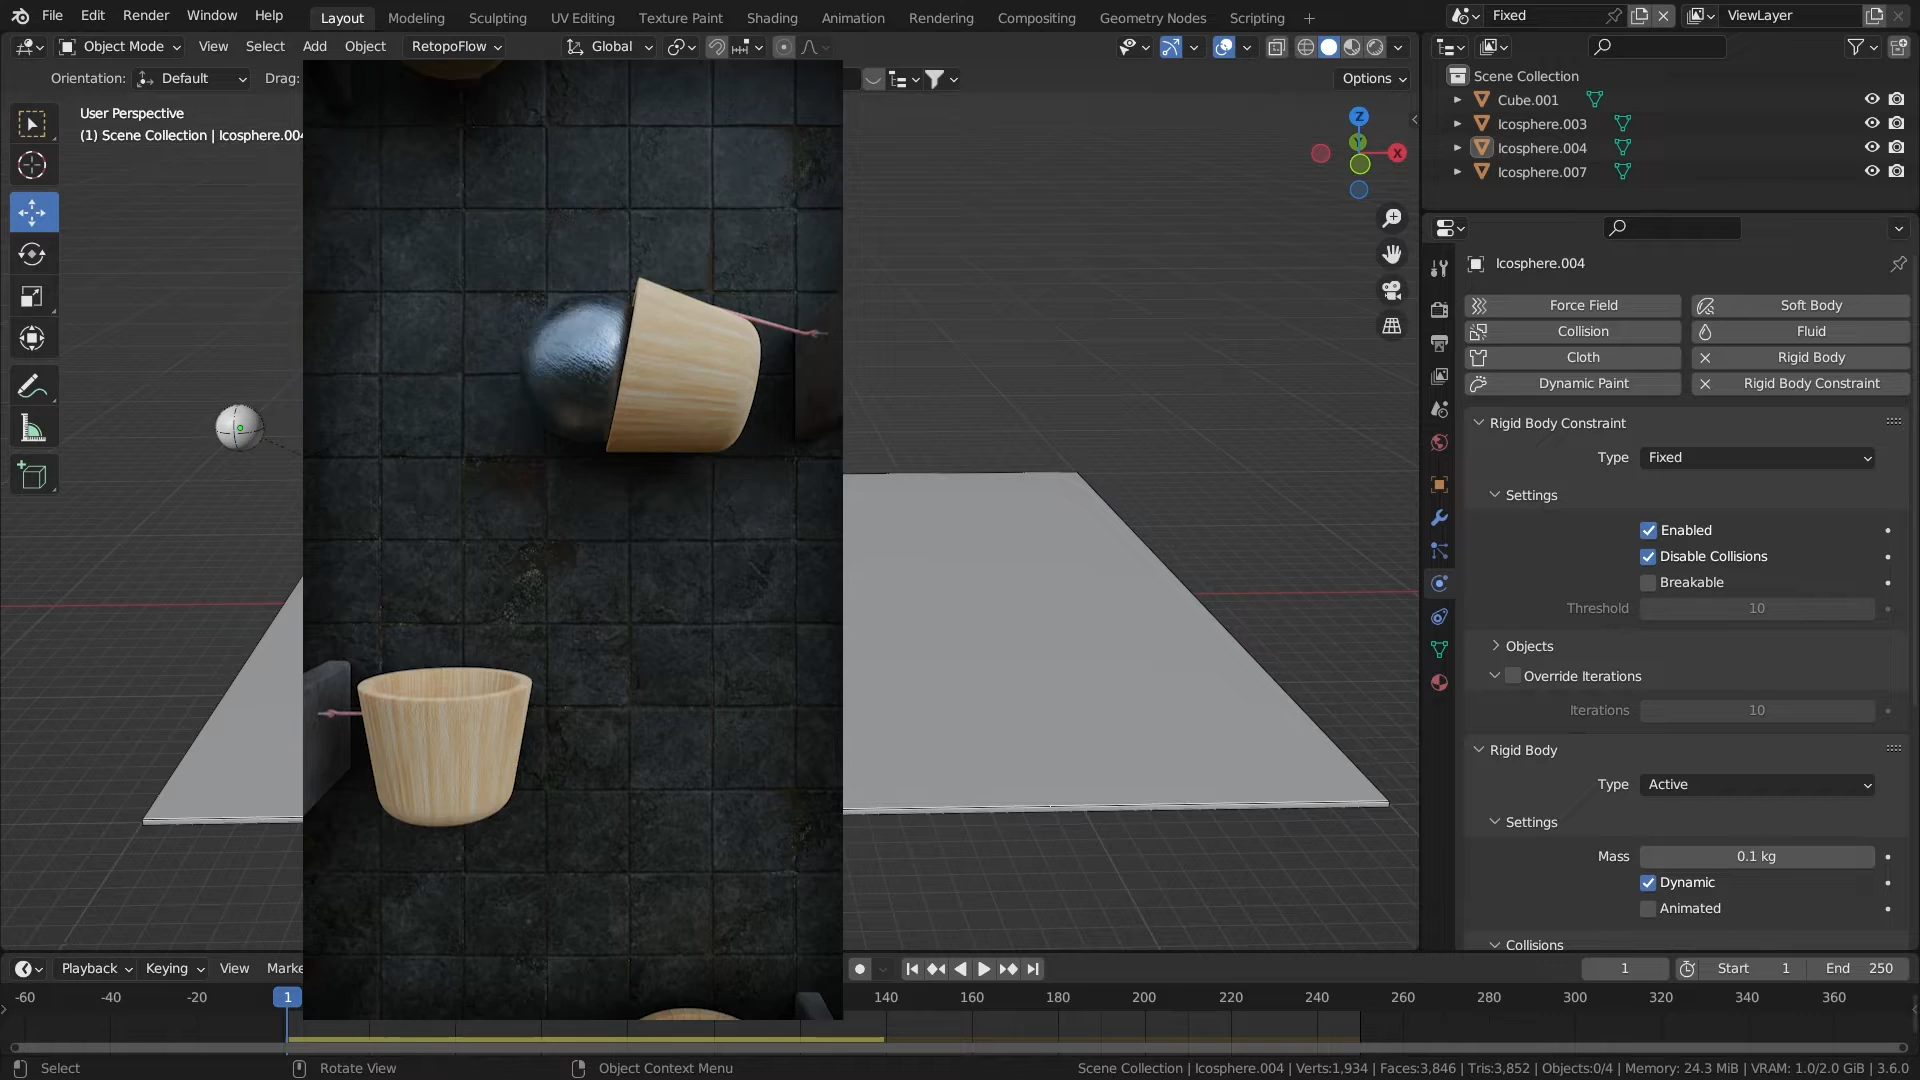 File Edit Render Window Help
Layout Modeling Sculpting UV Editing Texture Paint Shading Animation Rendering Compositing Geometry Nodes Scripting
Fixed
ViewLayer
Object Mode View Select Add Object RetopoFlow
Global
Orientation: Default Drag:
Options
User Perspective
(1) Scene Collection | Icosphere.004
Z
Y
X
Scene Collection
Cube.001
Icosphere.003
Icosphere.004
Icosphere.007
Icosphere.004
Force Field Soft Body
Collision Fluid
Cloth Rigid Body
Dynamic Paint Rigid Body Constraint
Rigid Body Constraint
Type Fixed
Settings
Enabled
Disable Collisions
Breakable
Threshold 10
Objects
Override Iterations
Iterations 10
Rigid Body
Type Active
Settings
Mass 0.1 kg
Dynamic
Animated
Collisions
Playback Keying View Marke
1 Start 1 End 250
-60 -40 -20 1 140 160 180 200 220 240 260 280 300 320 340 360
Select Rotate View Object Context Menu
Scene Collection | Icosphere.004 | Verts:1,934 | Faces:3,846 | Tris:3,852 | Objects:0/4 | Memory: 24.3 MiB | VRAM: 1.0/2.0 GiB | 3.6.0